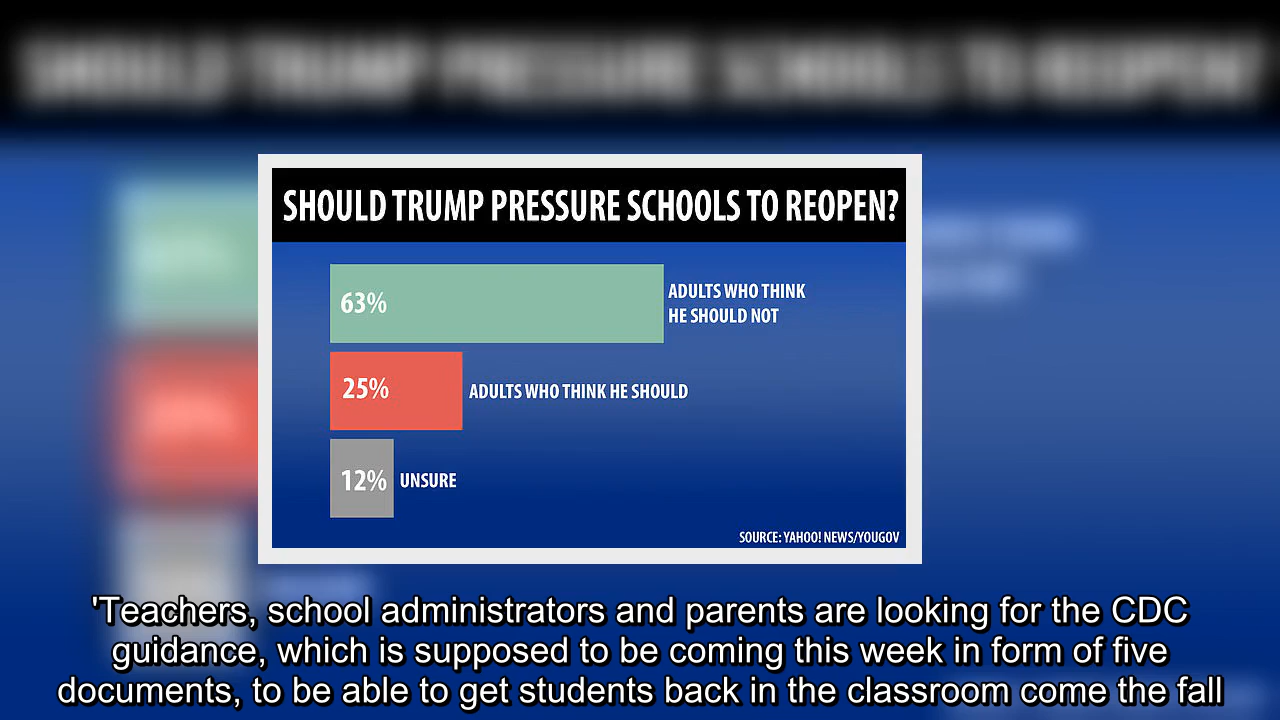 SHOULD TRUMP PRESSURE SCHOOLS TO REOPEN?
63%
ADULTS WHO THINK
HE SHOULD NOT
25%
ADULTS WHO THINK HE SHOULD
12%
UNSURE
SOURCE: YAHOO! NEWS/YOUGOV
'Teachers, school administrators and parents are looking for the CDC
guidance, which is supposed to be coming this week in form of five
documents, to be able to get students back in the classroom come the fall